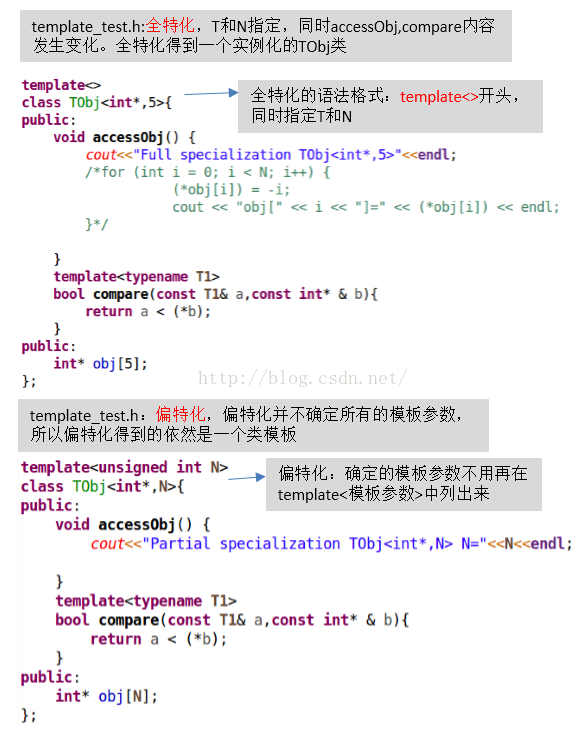 template_test.h:全特化，T和N指定，同时accessObj,compare内容
发生变化。全特化得到一个实例化的TObj类
template<>
class TObj<int*,5>{
全特化的语法格式：template<>开头，
同时指定T和N
public:
void accessObj() {
cout<<"Full specialization TObj<int*,5>"<<endl;
/*for (int i = 0; i < N; i++) {
(*obj[i]) = -i;
cout << "obj[" << i << "]=" << (*obj[i]) << endl;
}*/
}
template<typename T1>
bool compare(const T1& a,const int* & b){
return a < (*b);
}
public:
int* obj[5];
};
http://blog.csdn.net/
template_test.h：偏特化，偏特化并不确定所有的模板参数，
所以偏特化得到的依然是一个类模板
template<unsigned int N>
class TObj<int*,N>{
偏特化：确定的模板参数不用再在
template<模板参数>中列出来
public:
void accessObj() {
cout<<"Partial specialization TObj<int*,N> N="<<N<<endl;
}
template<typename T1>
bool compare(const T1& a,const int* & b){
return a < (*b);
}
public:
int* obj[N];
};